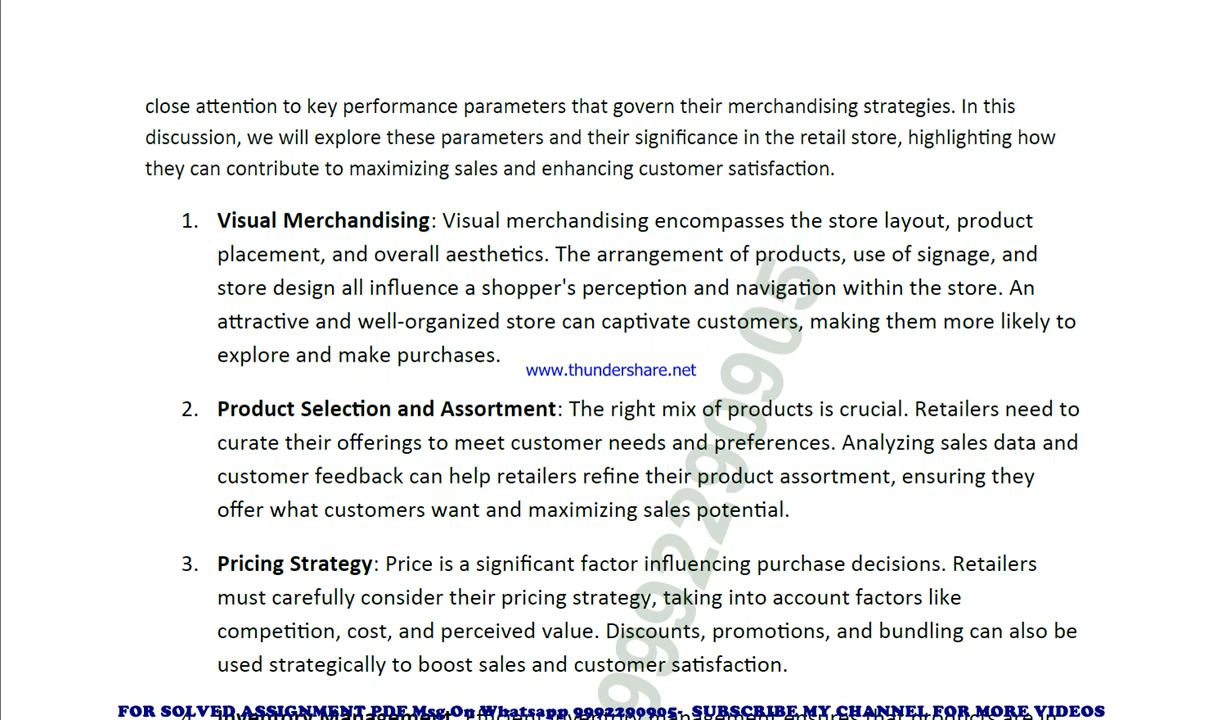 close attention to key performance parameters that govern their merchandising strategies. In this
discussion, we will explore these parameters and their significance in the retail store, highlighting how
they can contribute to maximizing sales and enhancing customer satisfaction.
1. Visual Merchandising: Visual merchandising encompasses the store layout, product
placement, and overall aesthetics. The arrangement of products, use of signage, and
store design all influence a shopper's perception and navigation within the store. An
attractive and well-organized store can captivate customers, making them more likely to
explore and make purchases.
www.thundershare.net
2. Product Selection and Assortment: The right mix of products is crucial. Retailers need to
curate their offerings to meet customer needs and preferences. Analyzing sales data and
customer feedback can help retailers refine their product assortment, ensuring they
offer what customers want and maximizing sales potential.
3. Pricing Strategy: Price is a significant factor influencing purchase decisions. Retailers
must carefully consider their pricing strategy, taking into account factors like
competition, cost, and perceived value. Discounts, promotions, and bundling can also be
used strategically to boost sales and customer satisfaction.
9992290905
FOR SOLVED ASSIGNMENT PDF Msg On Whatsapp 9992290905- SUBSCRIBE MY CHANNEL FOR MORE VIDEOS